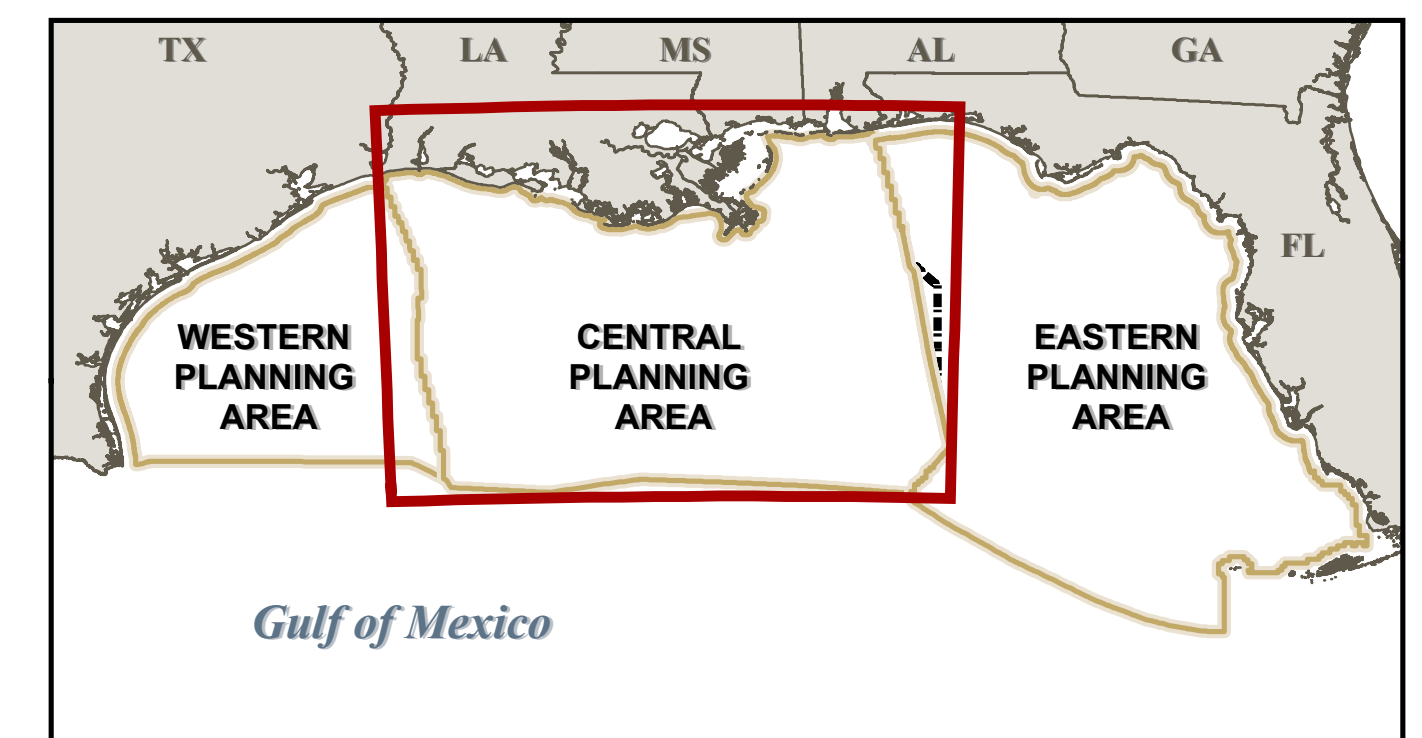 TX
LA
MS
AL
GA
FL
WESTERN
PLANNING
AREA
CENTRAL
PLANNING
AREA
EASTERN
PLANNING
AREA
Gulf of Mexico